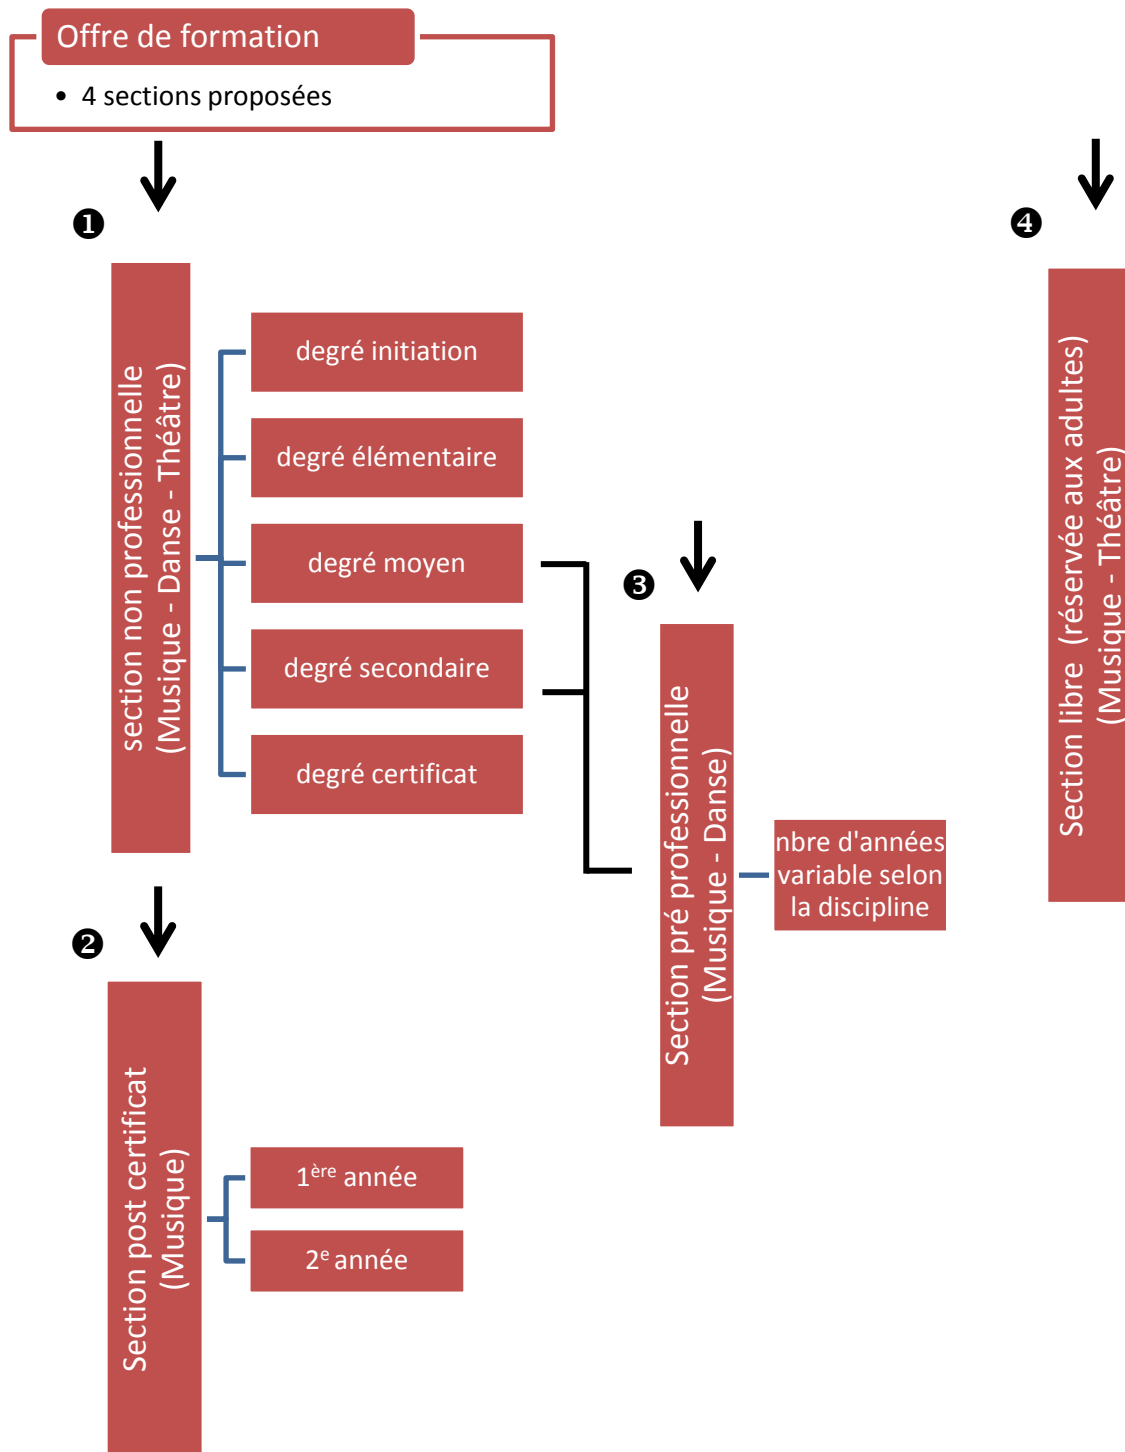 Offre de formation
• 4 sections proposées
❶
section non professionnelle
(Musique - Danse - Théâtre)
degré initiation
degré élémentaire
degré moyen
degré secondaire
degré certificat
❷
Section post certificat
(Musique)
1ère année
2e année
❸
Section pré professionnelle
(Musique - Danse)
nbre d'années
variable selon
la discipline
❹
Section libre (réservée aux adultes)
(Musique - Théâtre)